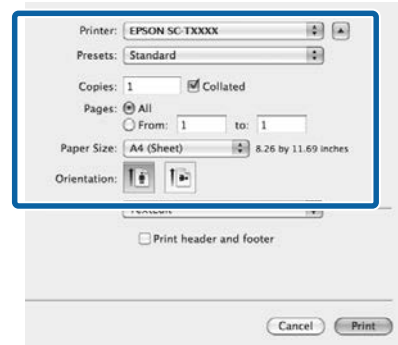 Printer: EPSON SC-TXXXX
Presets: Standard
Copies: 1 Collated
Pages: All
From: 1 to: 1
Paper Size: A4 (Sheet) 8.26 by 11.69 inches
Orientation:
TextEdit
Print header and footer
Cancel Print